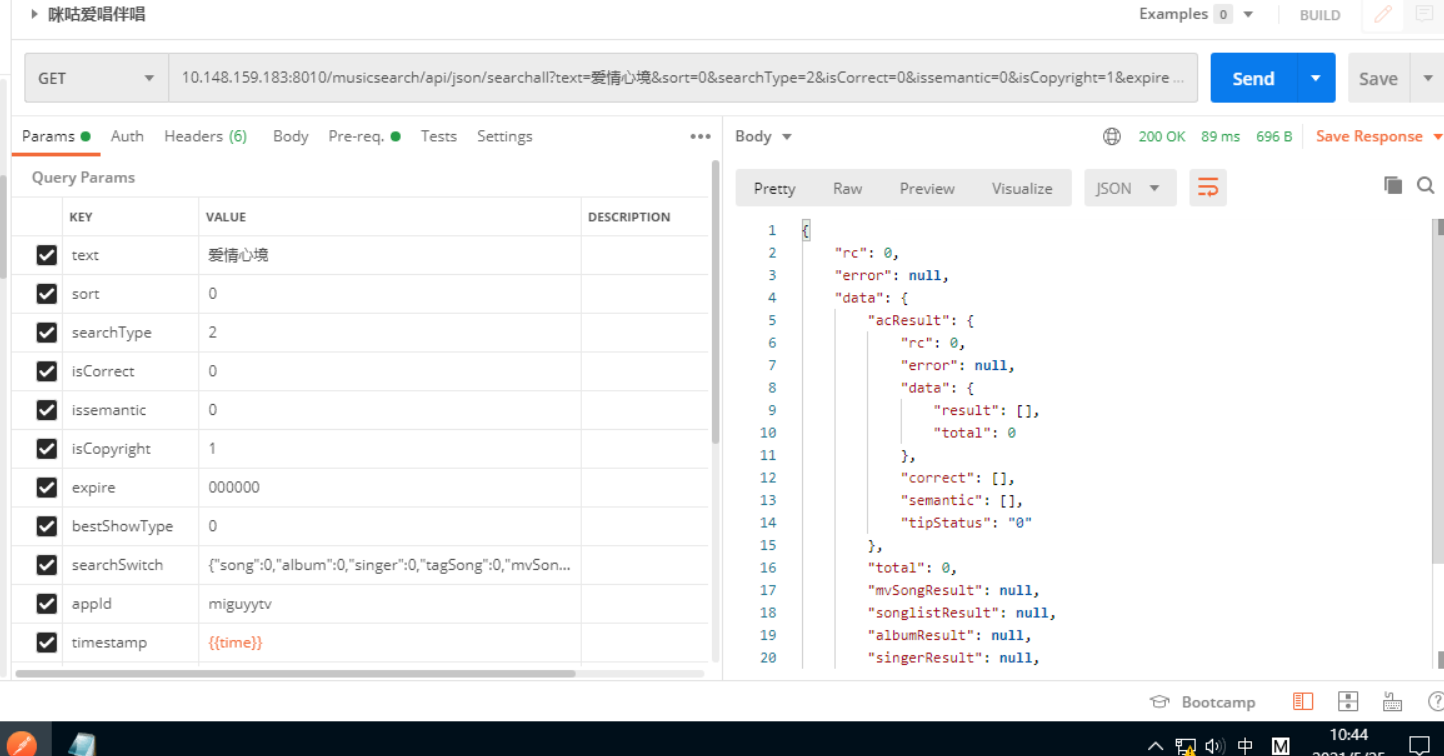 咪咕爱唱伴唱 Examples 0 BUILD
GET 10.148.159.183:8010/musicsearch/api/json/searchall?text=爱情心境&sort=0&searchType=2&isCorrect=0&issemantic=0&isCopyright=1&expire ... Send Save
Params Auth Headers (6) Body Pre-req. Tests Settings ••• Body 200 OK 89 ms 696 B Save Response
Query Params
Pretty Raw Preview Visualize JSON
KEY VALUE DESCRIPTION
text 爱情心境
sort 0
searchType 2
isCorrect 0
issemantic 0
isCopyright 1
expire 000000
bestShowType 0
searchSwitch {"song":0,"album":0,"singer":0,"tagSong":0,"mvSon...
appId miguyytv
timestamp {{time}}
1 {
2 "rc": 0,
3 "error": null,
4 "data": {
5 "acResult": {
6 "rc": 0,
7 "error": null,
8 "data": {
9 "result": [],
10 "total": 0
11 },
12 "correct": [],
13 "semantic": [],
14 "tipStatus": "0"
15 },
16 "total": 0,
17 "mvSongResult": null,
18 "songlistResult": null,
19 "albumResult": null,
20 "singerResult": null,
Bootcamp
中 M 10:44